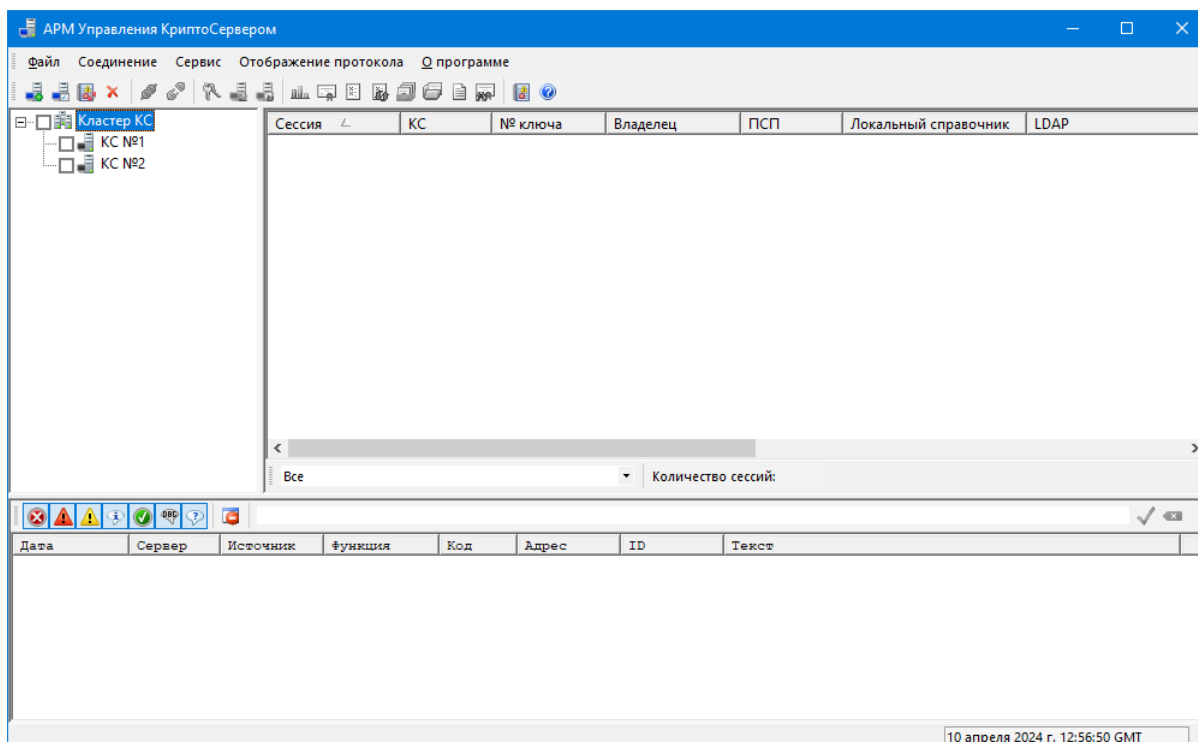 АРМ Управления КриптоСервером
Файл Соединение Сервис Отображение протокола О программе
Кластер КС
КС №1
КС №2
Сессия КС № ключа Владелец ПСП Локальный справочник LDAP
Все Количество сессий:
DBG
Дата Сервер Источник Функция Код Адрес ID Текст
10 апреля 2024 г. 12:56:50 GMT